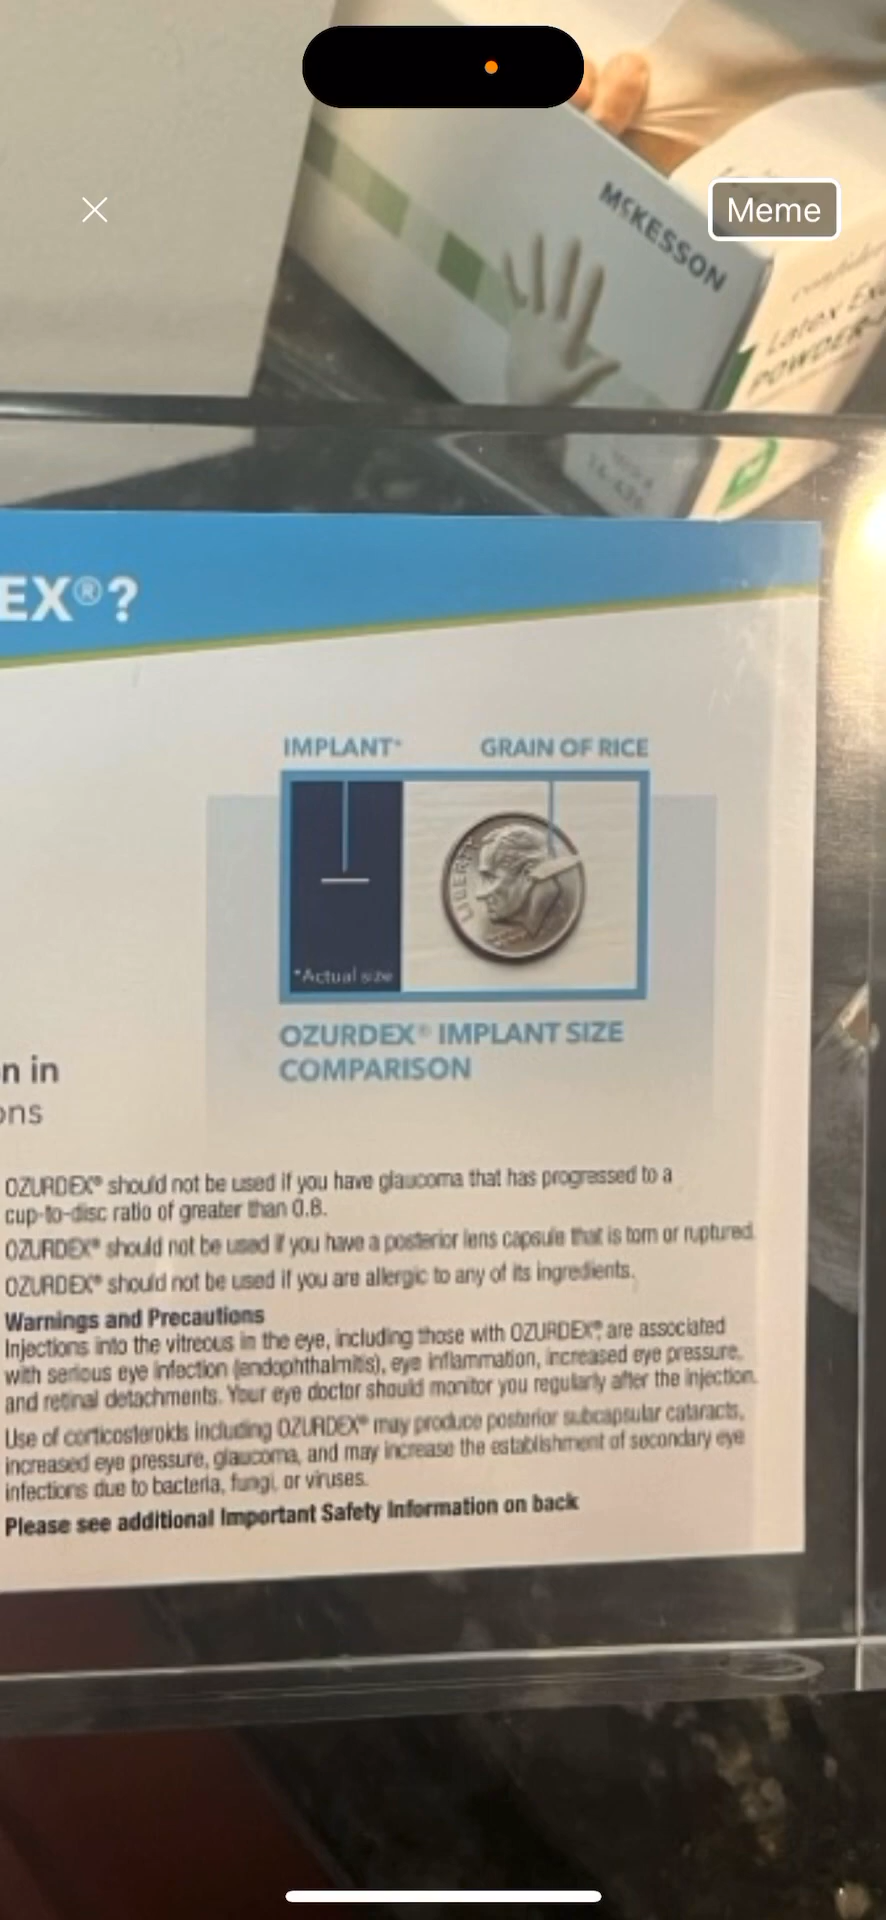 Meme
McKESSON
Latex Ex
POWDER-
EX®?
IMPLANT*
GRAIN OF RICE
LIBERTY
*Actual size
OZURDEX® IMPLANT SIZE
COMPARISON
n in
ons
OZURDEX® should not be used if you have glaucoma that has progressed to a
cup-to-disc ratio of greater than 0.8.
OZURDEX® should not be used if you have a posterior lens capsule that is torn or ruptured.
OZURDEX® should not be used if you are allergic to any of its ingredients.
Warnings and Precautions
Injections into the vitreous in the eye, including those with OZURDEX®, are associated
with serious eye infection (endophthalmitis), eye inflammation, increased eye pressure,
and retinal detachments. Your eye doctor should monitor you regularly after the injection.
Use of corticosteroids including OZURDEX® may produce posterior subcapsular cataracts,
increased eye pressure, glaucoma, and may increase the establishment of secondary eye
infections due to bacteria, fungi, or viruses.
Please see additional Important Safety Information on back